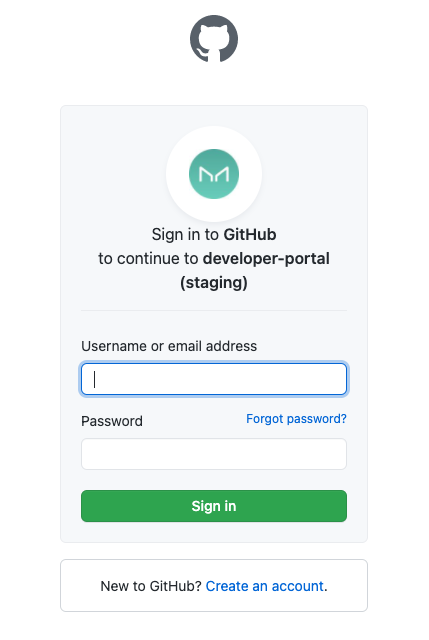 Sign in to GitHub
to continue to developer-portal
(staging)
Username or email address
Password
Forgot password?
Sign in
New to GitHub? Create an account.